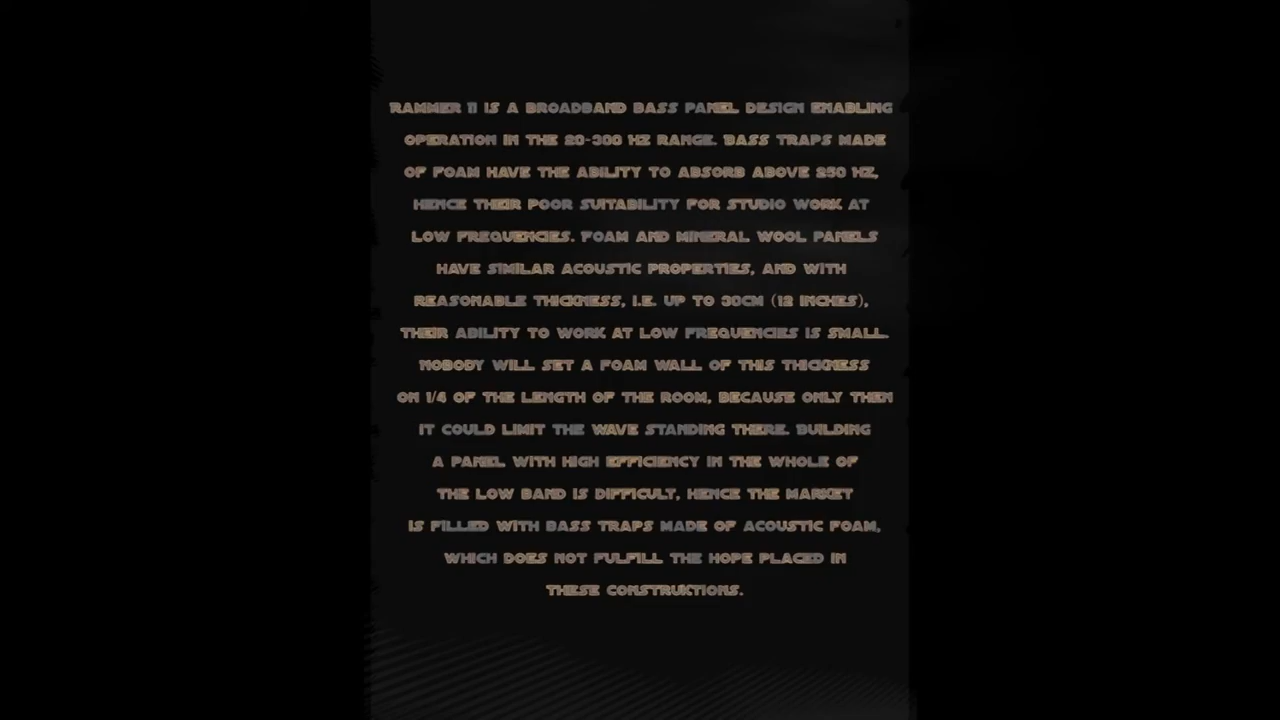 RAMMER 11 IS A BROADBAND BASS PANEL DESIGN ENABLING
OPERATION IN THE 20-300 HZ RANGE. BASS TRAPS MADE
OF FOAM HAVE THE ABILITY TO ABSORB ABOVE 250 HZ,
HENCE THEIR POOR SUITABILITY FOR STUDIO WORK AT
LOW FREQUENCIES. FOAM AND MINERAL WOOL PANELS
HAVE SIMILAR ACOUSTIC PROPERTIES, AND WITH
REASONABLE THICKNESS, I.E. UP TO 30CM (12 INCHES),
THEIR ABILITY TO WORK AT LOW FREQUENCIES IS SMALL.
NOBODY WILL SET A FOAM WALL OF THIS THICKNESS
ON 1/4 OF THE LENGTH OF THE ROOM, BECAUSE ONLY THEN
IT COULD LIMIT THE WAVE STANDING THERE. BUILDING
A PANEL WITH HIGH EFFICIENCY IN THE WHOLE OF
THE LOW BAND IS DIFFICULT, HENCE THE MARKET
IS FILLED WITH BASS TRAPS MADE OF ACOUSTIC FOAM,
WHICH DOES NOT FULFILL THE HOPE PLACED IN
THESE CONSTRUKTIONS.